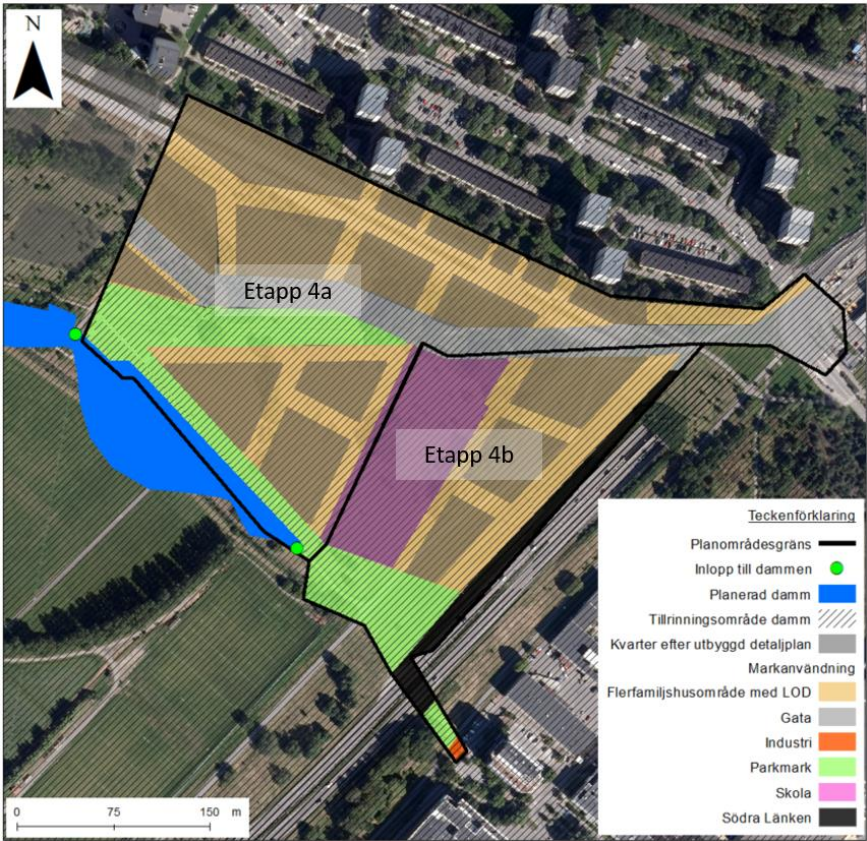 N
Etapp 4a
Etapp 4b
Teckenförklaring
Planområdesgräns
Inlopp till dammen
Planerad damm
Tillrinningsområde damm
Kvarter efter utbyggd detaljplan
Markanvändning
Flerfamiljshusområde med LOD
Gata
Industri
Parkmark
Skola
Södra Länken
0 75 150 m